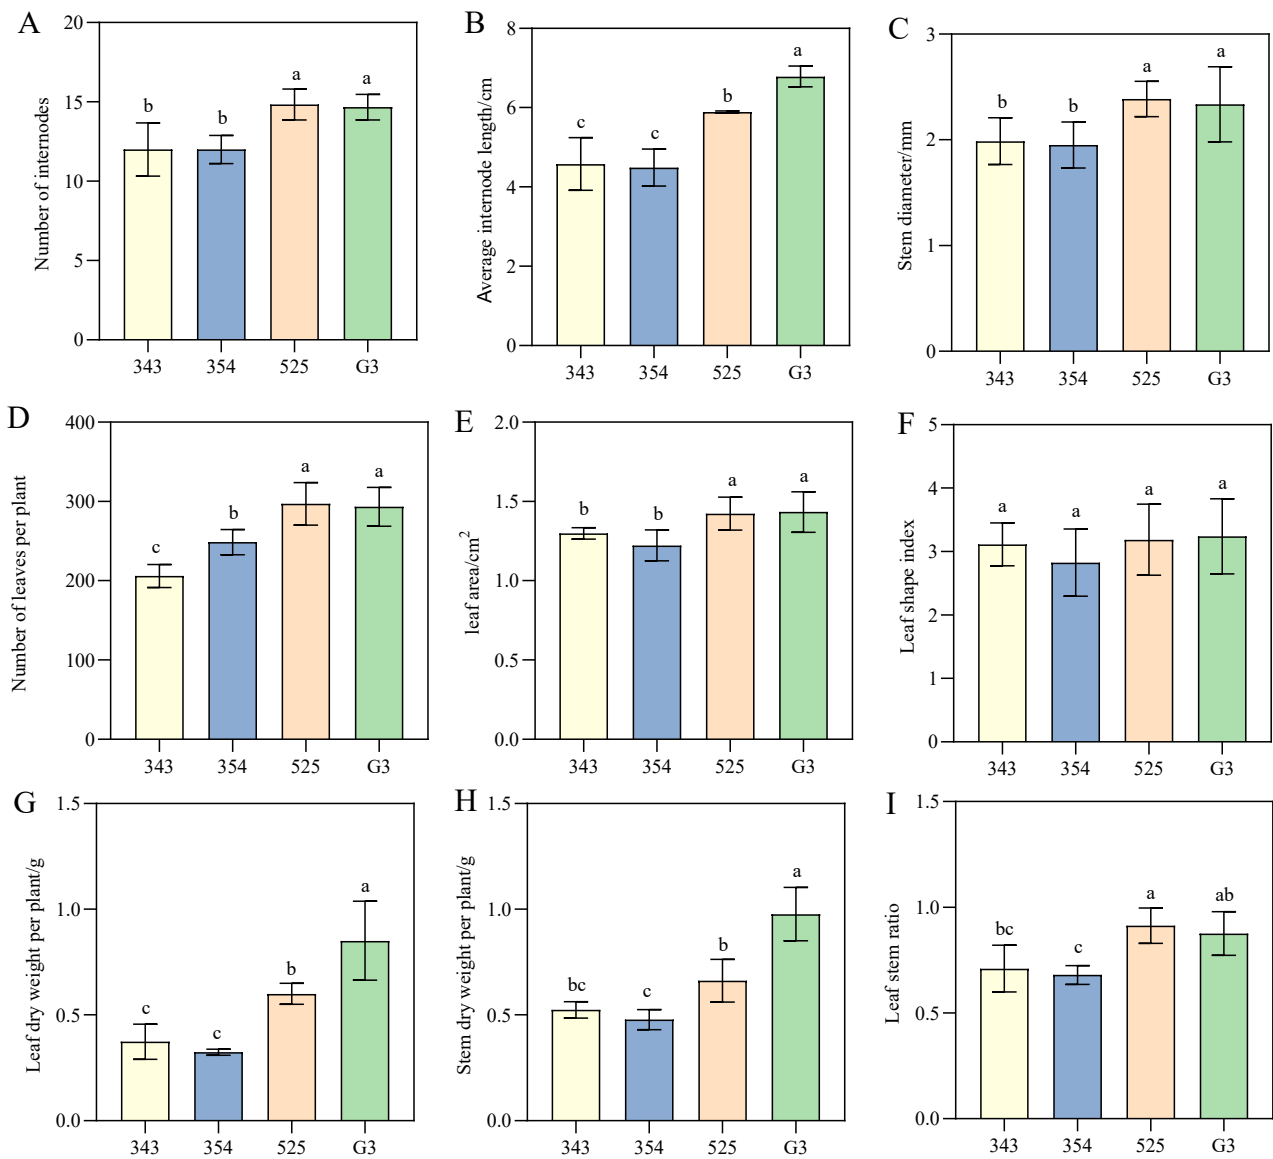 A
Number of internodes
20
15
10
5
0
b
b
a
a
343
354
525
G3
B
Average internode length/cm
8
6
4
2
0
c
c
b
a
343
354
525
G3
C
Stem diameter/mm
3
2
1
0
b
b
a
a
343
354
525
G3
D
Number of leaves per plant
400
300
200
100
0
c
b
a
a
343
354
525
G3
E
leaf area/cm²
2.0
1.5
1.0
0.5
0.0
b
b
a
a
343
354
525
G3
F
Leaf shape index
5
4
3
2
1
0
a
a
a
a
343
354
525
G3
G
Leaf dry weight per plant/g
1.5
1.0
0.5
0.0
c
c
b
a
343
354
525
G3
H
Stem dry weight per plant/g
1.5
1.0
0.5
0.0
bc
c
b
a
343
354
525
G3
I
Leaf stem ratio
1.5
1.0
0.5
0.0
bc
c
a
ab
343
354
525
G3